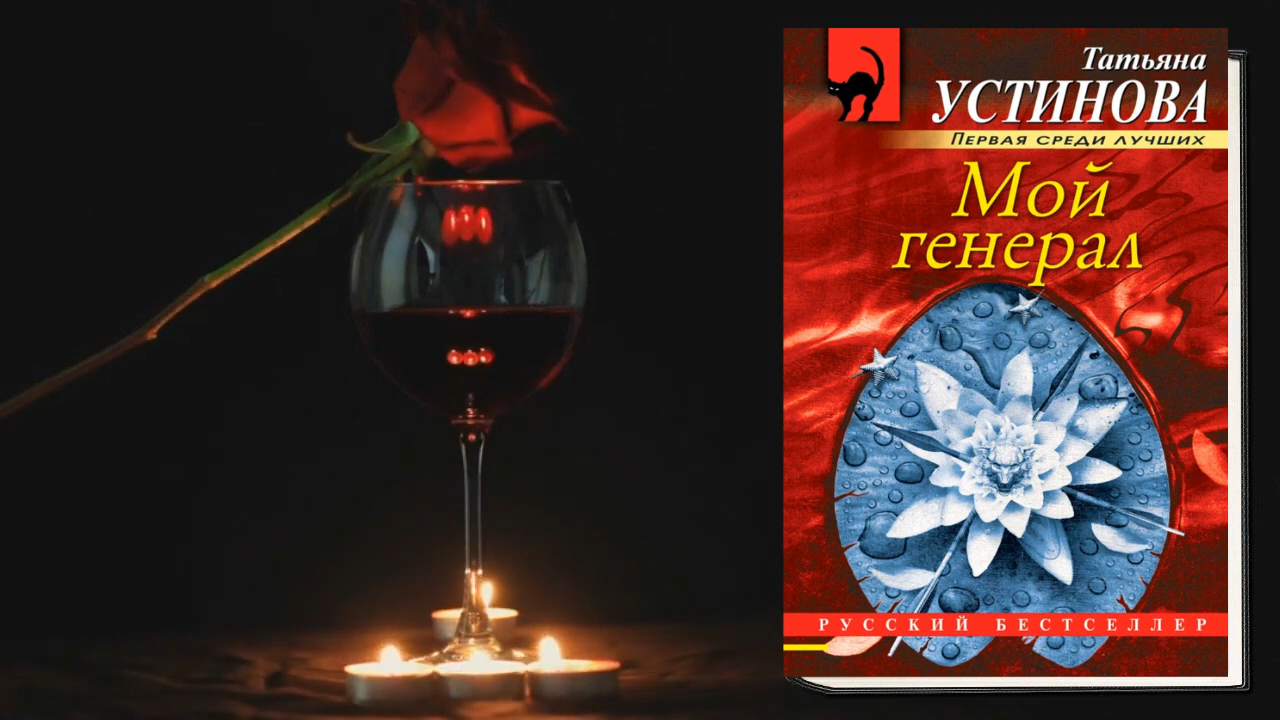 Татьяна
УСТИНОВА
Первая среди лучших
Мой
генерал
РУССКИЙ БЕСТСЕЛЛЕР